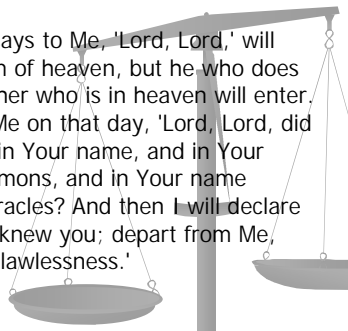 ays to Me, 'Lord, Lord,' will
n of heaven, but he who does
her who is in heaven will enter.
Me on that day, 'Lord, Lord, did
in Your name, and in Your
mons, and in Your name
racles? And then I will declare
knew you; depart from Me,
lawlessness.'